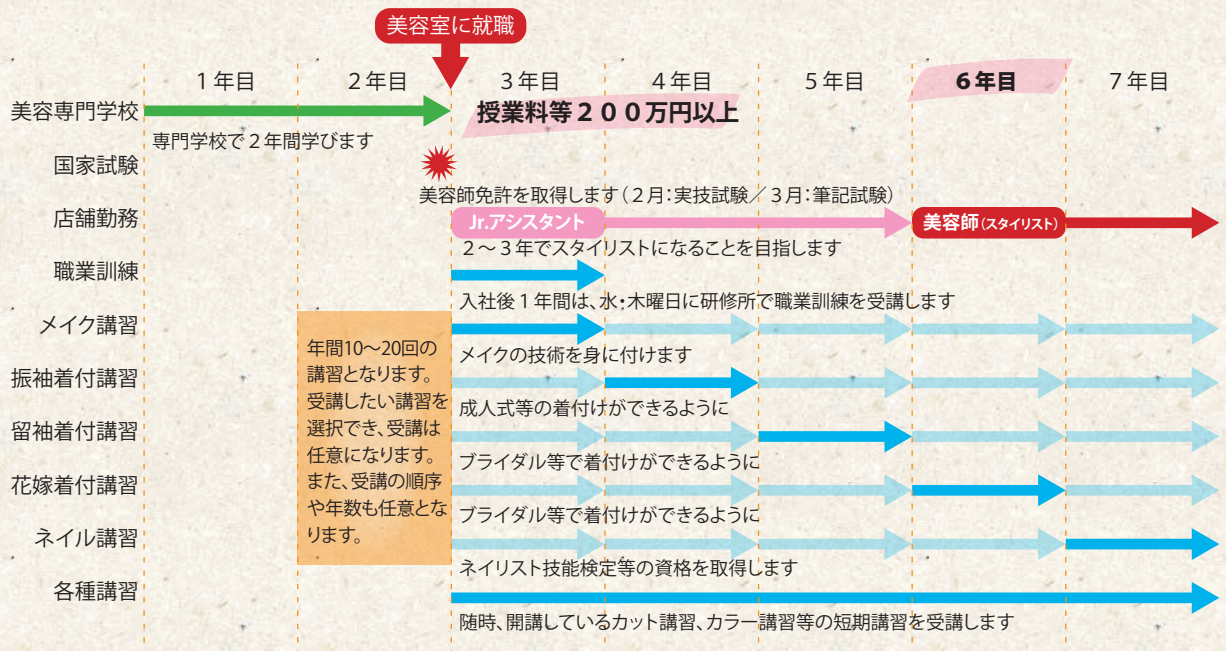 美容室に就職
1年目
2年目
3年目
4年目
5年目
6年目
7年目
美容専門学校
授業料等200万円以上
専門学校で2年間学びます
国家試験
美容師免許を取得します(2月:実技試験/3月:筆記試験)
店舗勤務
Jr.アシスタント
美容師(スタイリスト)
2〜3年でスタイリストになることを目指します
職業訓練
入社後1年間は、水・木曜日に研修所で職業訓練を受講します
メイク講習
メイクの技術を身に付けます
年間10〜20回の
講習となります。
受講したい講習を
選択でき、受講は
任意になります。
また、受講の順序
や年数も任意とな
ります。
振袖着付講習
成人式等の着付けができるように
留袖着付講習
ブライダル等で着付けができるように
花嫁着付講習
ブライダル等で着付けができるように
ネイル講習
ネイリスト技能検定等の資格を取得します
各種講習
随時、開講しているカット講習、カラー講習等の短期講習を受講します